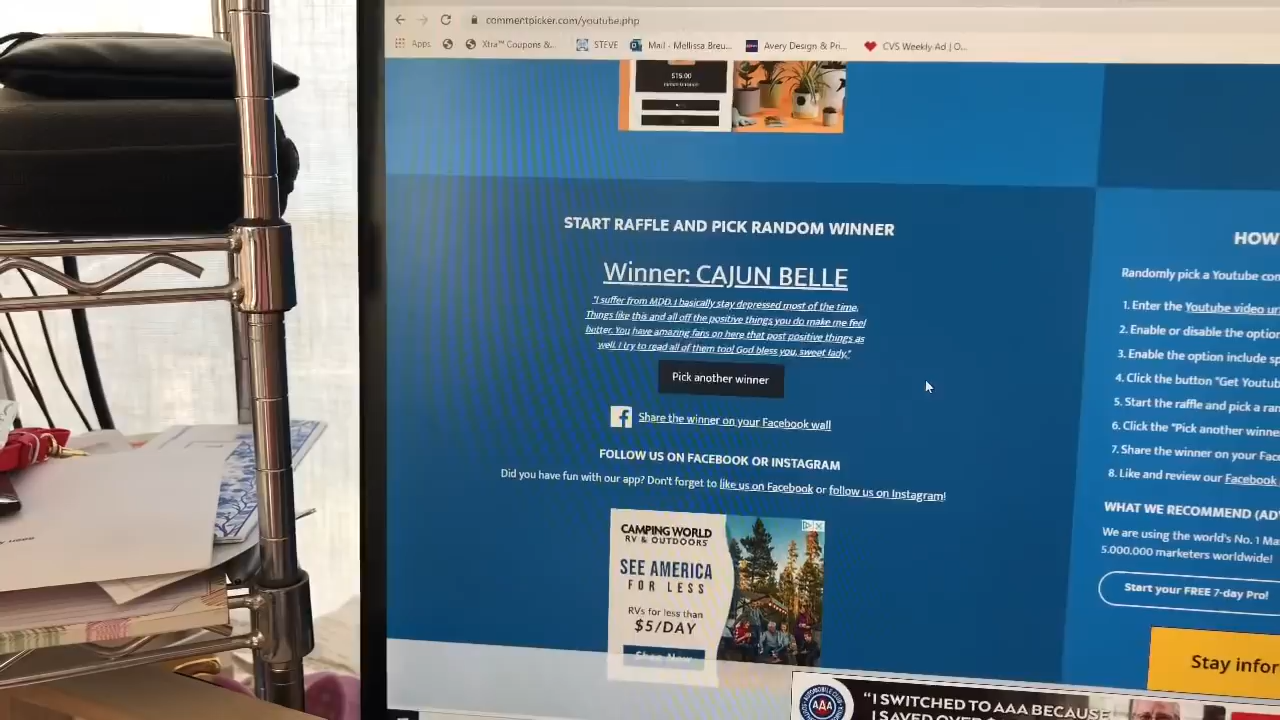 commentpicker.com/youtube.php
Apps Xtra™ Coupons &... STEVE Mail - Mellissa Breu... Avery Design & Pri... CVS Weekly Ad | O...
$15.00
START RAFFLE AND PICK RANDOM WINNER
Winner: CAJUN BELLE
"I suffer from MDD. I basically stay depressed most of the time.
Things like this and all off the positive things you do make me feel
better. You have amazing fans on here that post positive things as
well. I try to read all of them too! God bless you, sweet lady."
Pick another winner
Share the winner on your Facebook wall
FOLLOW US ON FACEBOOK OR INSTAGRAM
Did you have fun with our app? Don't forget to like us on Facebook or follow us on Instagram!
CAMPING WORLD
RV & OUTDOORS
SEE AMERICA
FOR LESS
RVs for less than
$5/DAY
Shop Now
HOW
Randomly pick a Youtube con
1. Enter the Youtube video ur
2. Enable or disable the option
3. Enable the option include sp
4. Click the button "Get Youtub
5. Start the raffle and pick a ran
6. Click the "Pick another winne
7. Share the winner on your Fac
8. Like and review our Facebook
WHAT WE RECOMMEND (AD
We are using the world's No. 1 Ma
5.000.000 marketers worldwide!
Start your FREE 7-day Pro!
Stay infor
AAA
"I SWITCHED TO AAA BECAUSE
I SAVED OVER